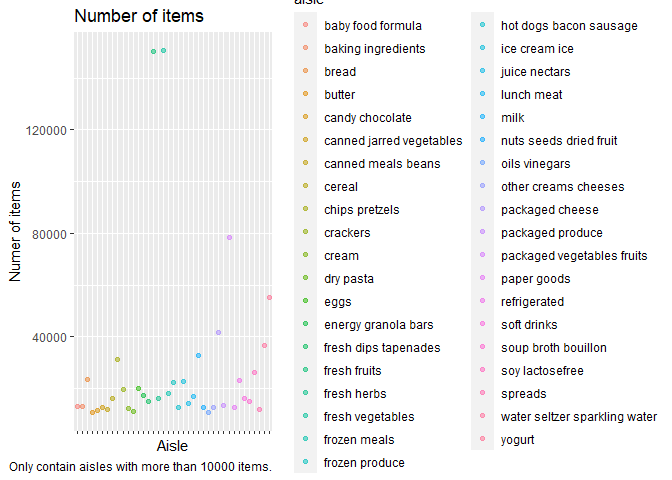 Number of items
Numer of items
120000
80000
40000
Aisle
Only contain aisles with more than 10000 items.
aisle
baby food formula
baking ingredients
bread
butter
candy chocolate
canned jarred vegetables
canned meals beans
cereal
chips pretzels
crackers
cream
dry pasta
eggs
energy granola bars
fresh dips tapenades
fresh fruits
fresh herbs
fresh vegetables
frozen meals
frozen produce
hot dogs bacon sausage
ice cream ice
juice nectars
lunch meat
milk
nuts seeds dried fruit
oils vinegars
other creams cheeses
packaged cheese
packaged produce
packaged vegetables fruits
paper goods
refrigerated
soft drinks
soup broth bouillon
soy lactosefree
spreads
water seltzer sparkling water
yogurt